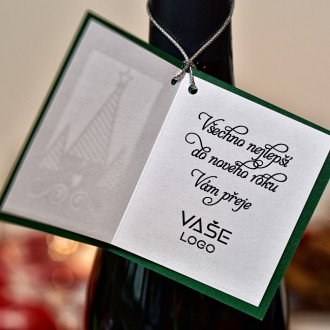 Všechno nejlepší
do nového roku
Vám přeje
VAŠE
LOGO